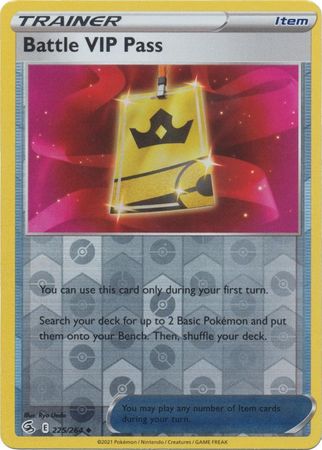 TRAINER Item
Battle VIP Pass
You can use this card only during your first turn.
Search your deck for up to 2 Basic Pokémon and put
them onto your Bench. Then, shuffle your deck.
Illus. Ryo Ueda
E 225/264 ◆
You may play any number of Item cards
during your turn.
©2021 Pokémon / Nintendo / Creatures / GAME FREAK